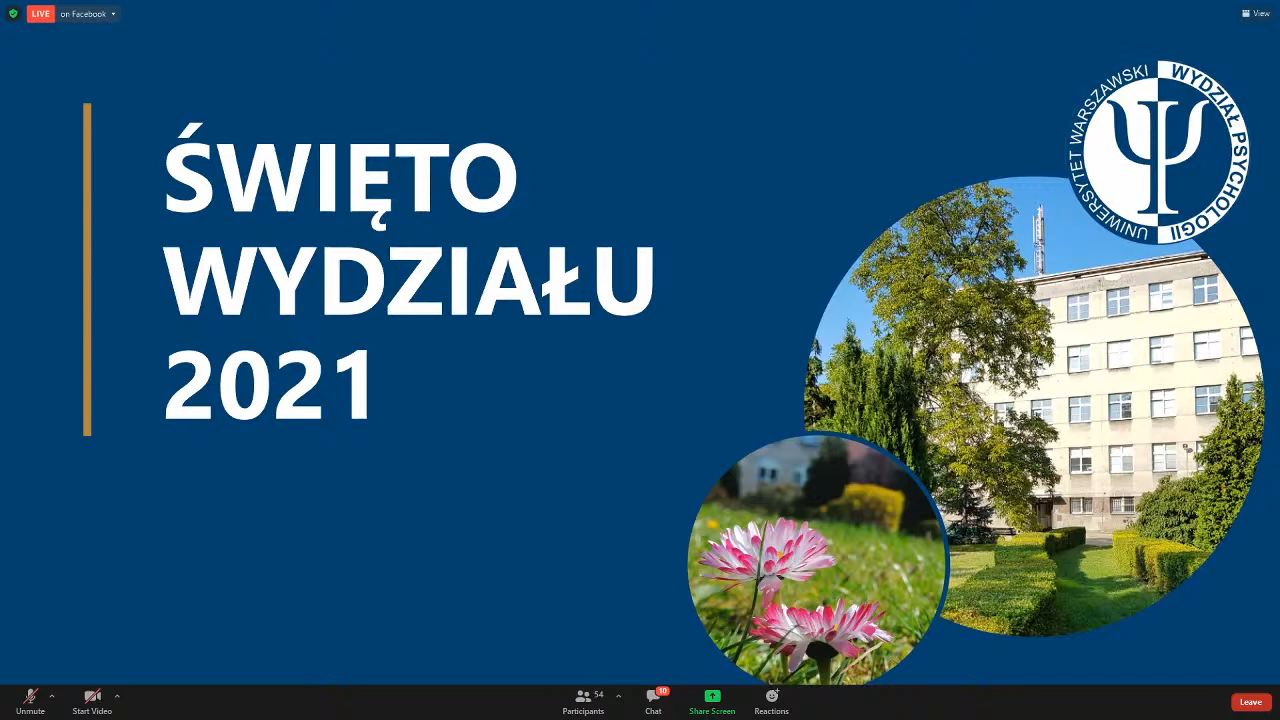 LIVE on Facebook
View
UNIWERSYTET WARSZAWSKI
WYDZIAŁ PSYCHOLOGII
ŚWIĘTO
WYDZIAŁU
2021
Unmute
Start Video
54
Participants
10
Chat
Share Screen
Reactions
Leave